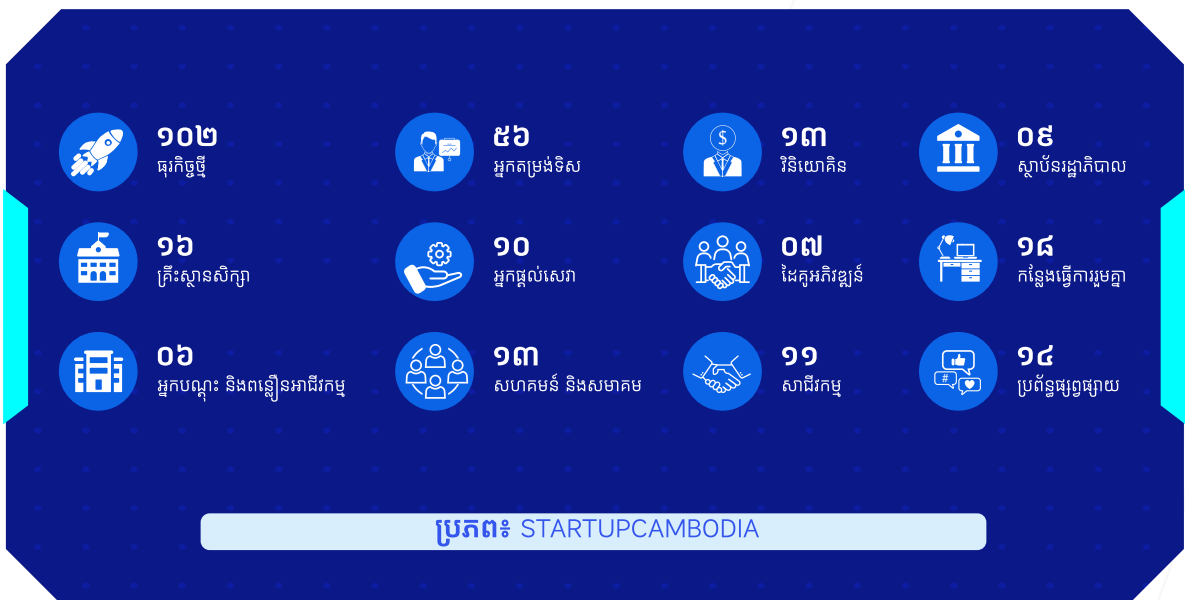 ១០២
ធុរកិច្ចថ្មី
៥៦
អ្នកតម្រង់ទិស
១៣
វិនិយោគិន
០៩
ស្ថាប័នរដ្ឋាភិបាល
១៦
គ្រឹះស្ថានសិក្សា
១០
អ្នកផ្តល់សេវា
០៧
ដៃគូអភិវឌ្ឍន៍
១៨
កន្លែងធ្វើការរួមគ្នា
០៦
អ្នកបណ្តុះ និងពន្លឿនអាជីវកម្ម
១៣
សហគមន៍ និងសមាគម
១១
សាជីវកម្ម
១៤
ប្រព័ន្ធផ្សព្វផ្សាយ
$
#
ប្រភព៖ STARTUPCAMBODIA